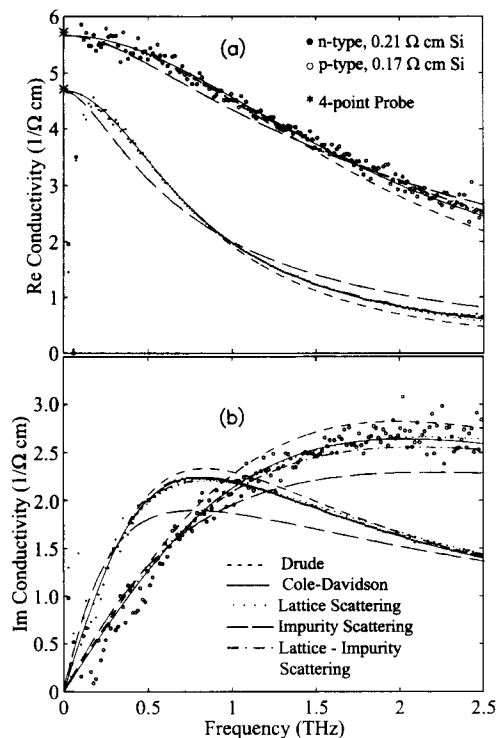 6
5
4
3
2
1
0
Re Conductivity (1/Ω cm)
(a)
n-type, 0.21 Ω cm Si
p-type, 0.17 Ω cm Si
* 4-point Probe
3.0
2.5
2.0
1.5
1.0
0.5
0
Im Conductivity (1/Ω cm)
(b)
Drude
Cole-Davidson
Lattice Scattering
Impurity Scattering
Lattice - Impurity
Scattering
0 0.5 1.0 1.5 2.0 2.5
Frequency (THz)